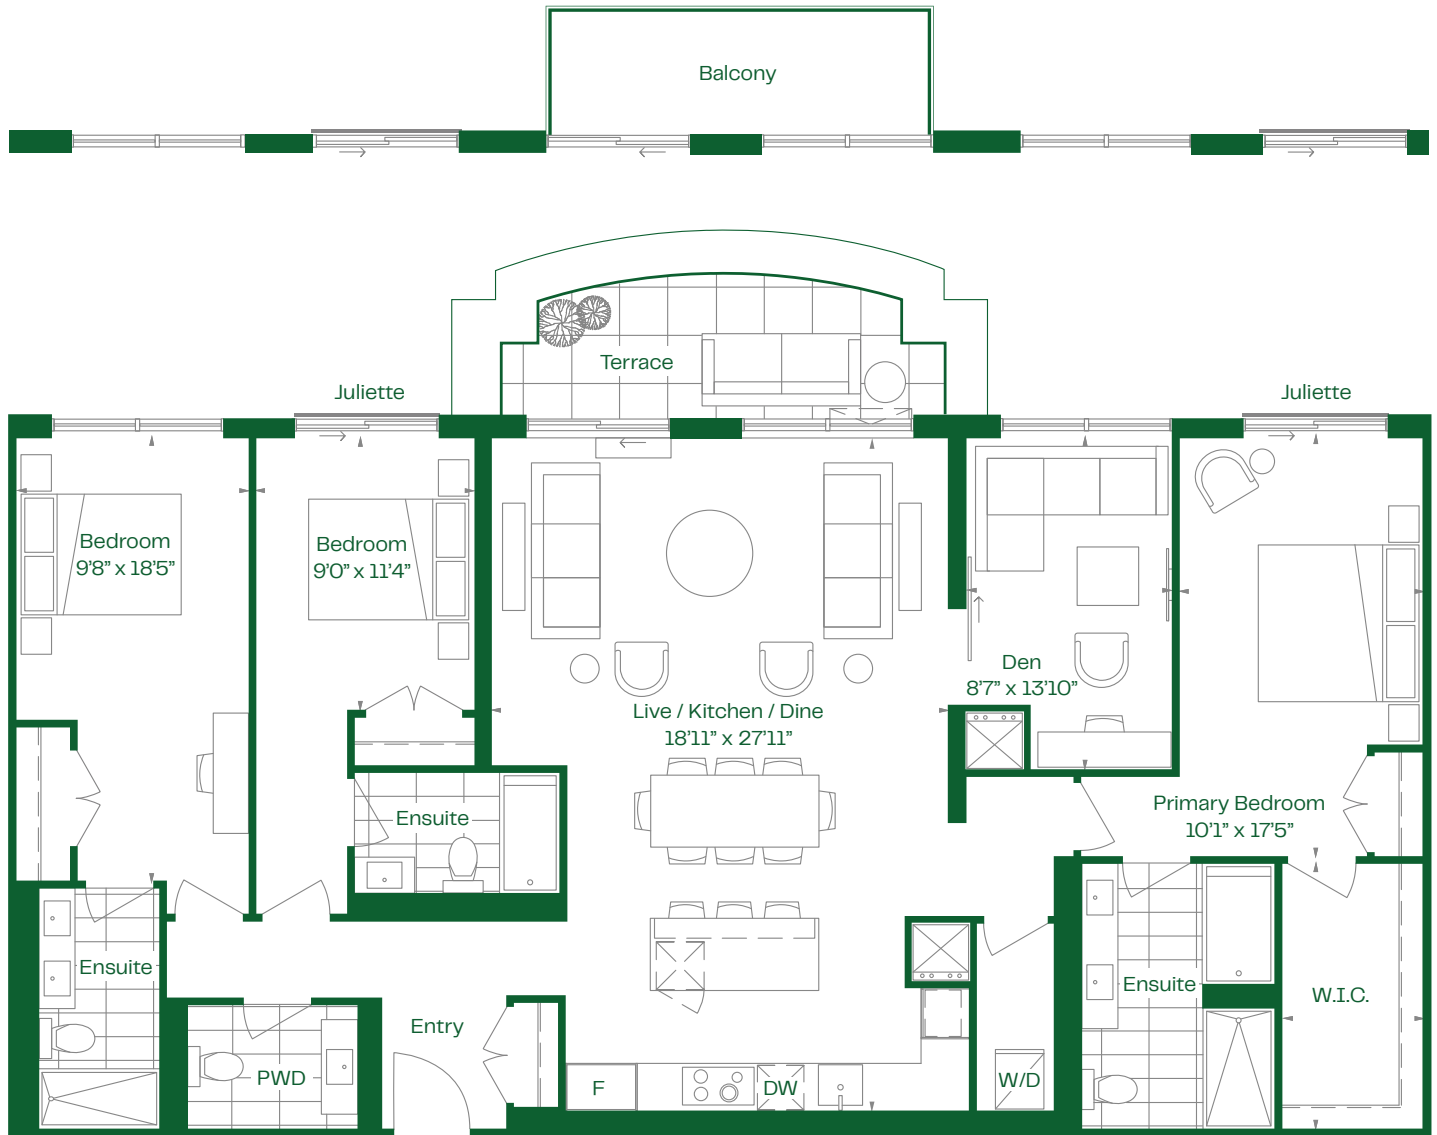 Balcony
Juliette
Terrace
Juliette
Bedroom
9'8" x 18'5"
Bedroom
9'0" x 11'4"
Live / Kitchen / Dine
18'11" x 27'11"
Den
8'7" x 13'10"
Primary Bedroom
10'1" x 17'5"
Ensuite
Ensuite
Ensuite
W.I.C.
Entry
PWD
F
DW
W/D